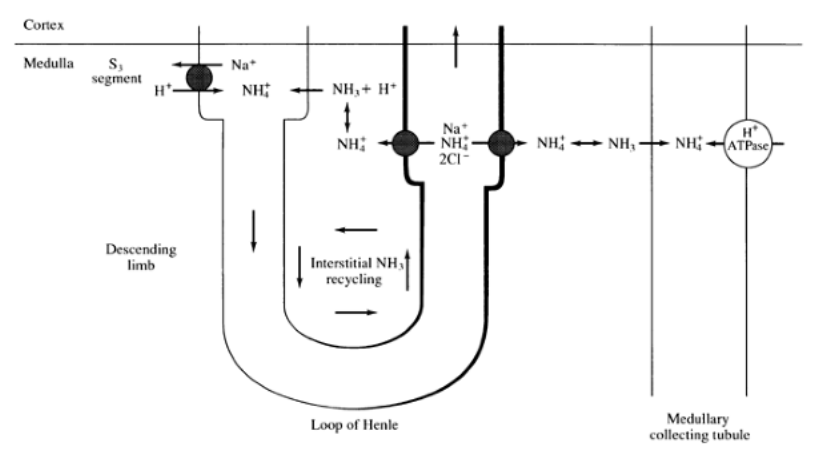 Cortex
Medulla
S₃
segment
Na⁺
H⁺
NH₄⁺
NH₃ + H⁺
NH₄⁺
Na⁺
NH₄⁺
2Cl⁻
NH₄⁺
NH₃
NH₄⁺
H⁺
ATPase
Descending
limb
Interstitial NH₃
recycling
Loop of Henle
Medullary
collecting tubule